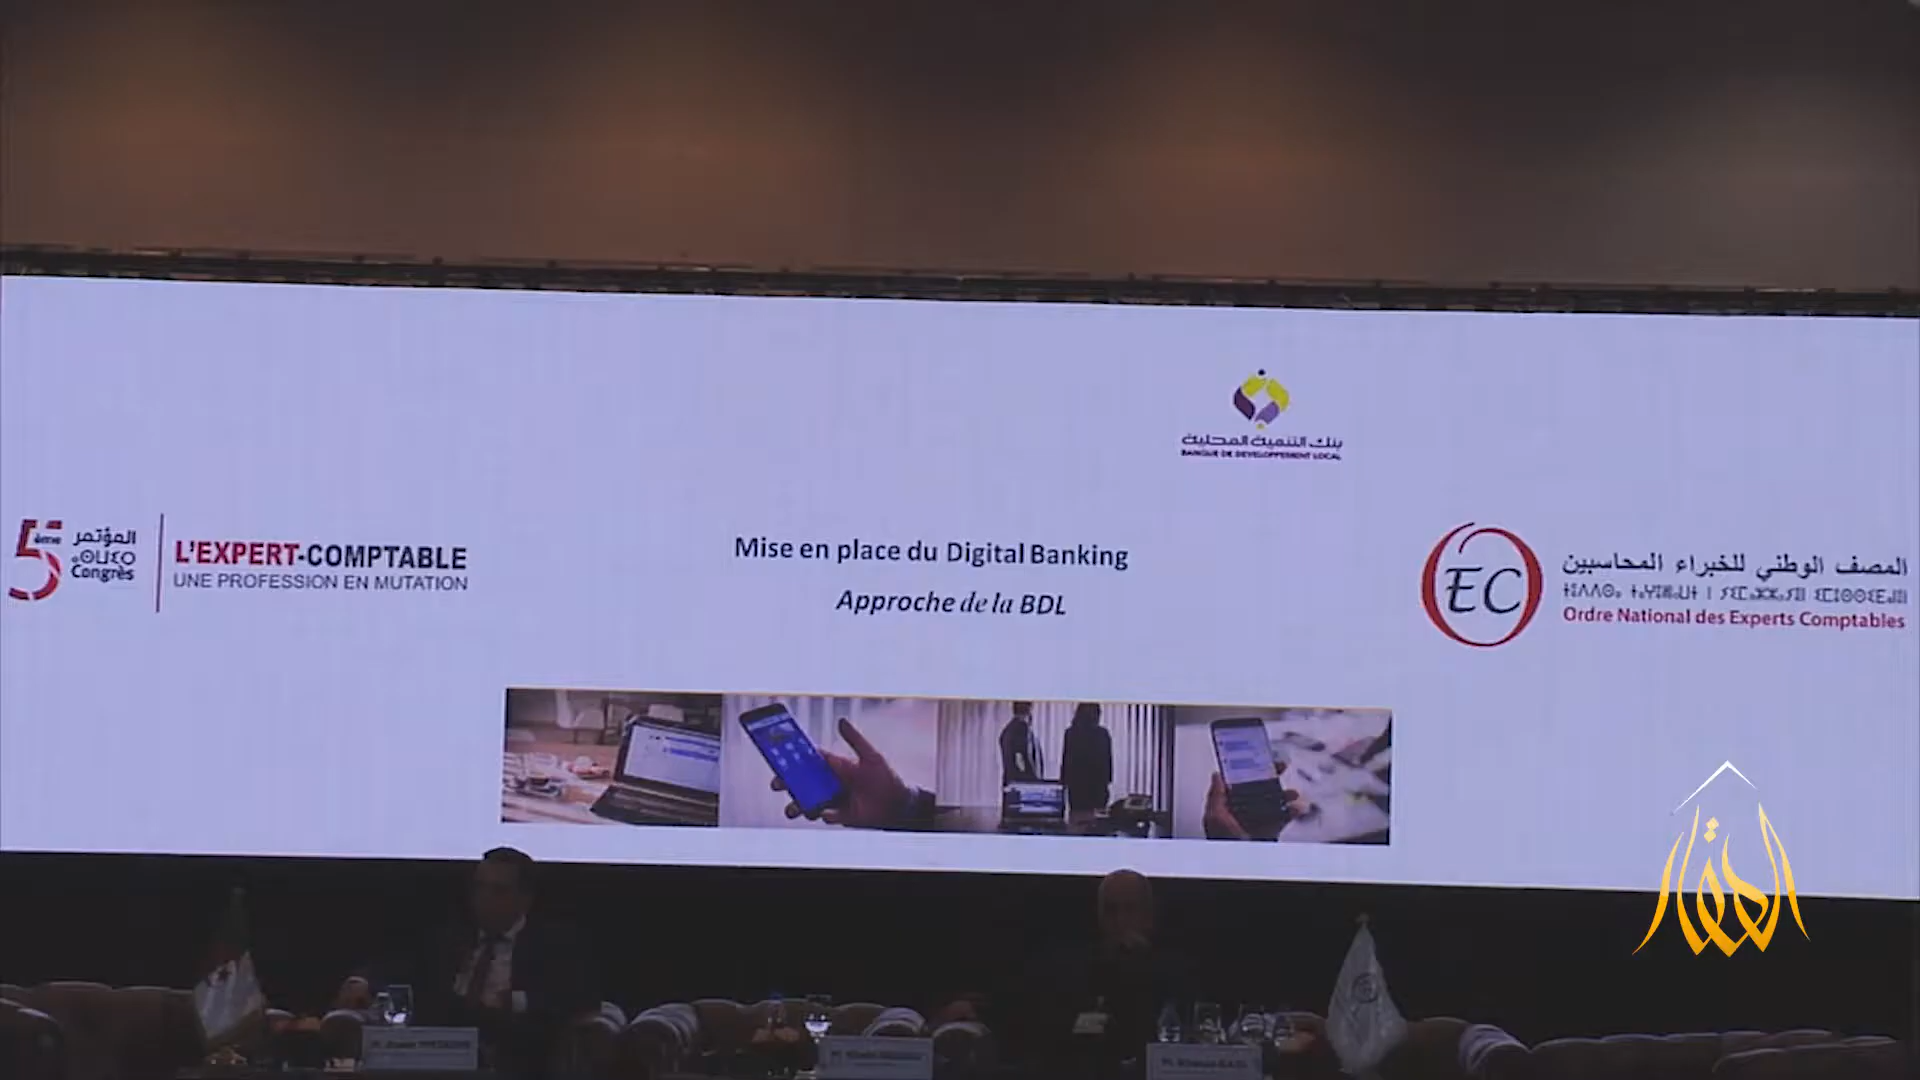 بنك التنمية المحلية
BANQUE DE DEVELOPPEMENT LOCAL
5ème
المؤتمر
ⴰⵙⵡⵉⵔ
Congrès
L'EXPERT-COMPTABLE
UNE PROFESSION EN MUTATION
Mise en place du Digital Banking
Approche de la BDL
EC
المصف الوطني للخبراء المحاسبين
Ordre National des Experts Comptables